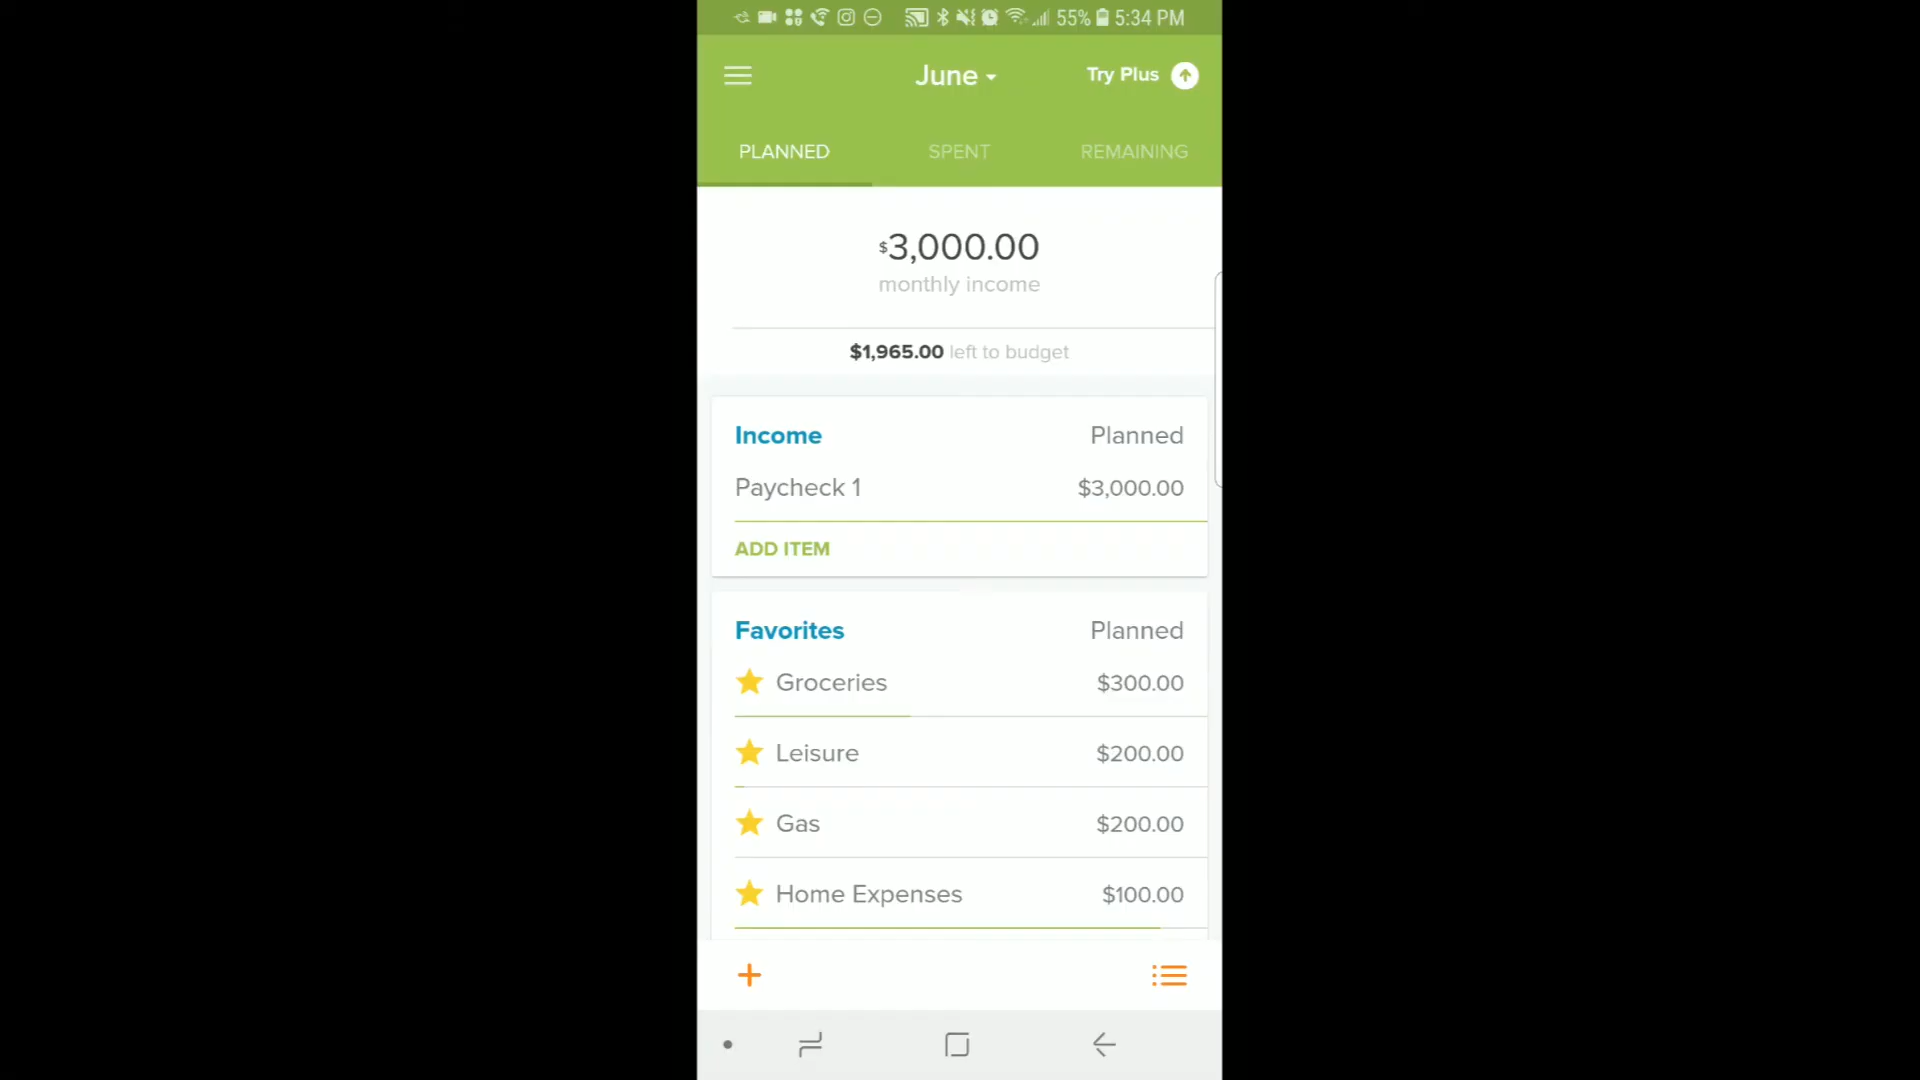 55% 5:34 PM
June Try Plus
PLANNED SPENT REMAINING
$3,000.00
monthly income
$1,965.00 left to budget
Income Planned
Paycheck 1 $3,000.00
ADD ITEM
Favorites Planned
Groceries $300.00
Leisure $200.00
Gas $200.00
Home Expenses $100.00